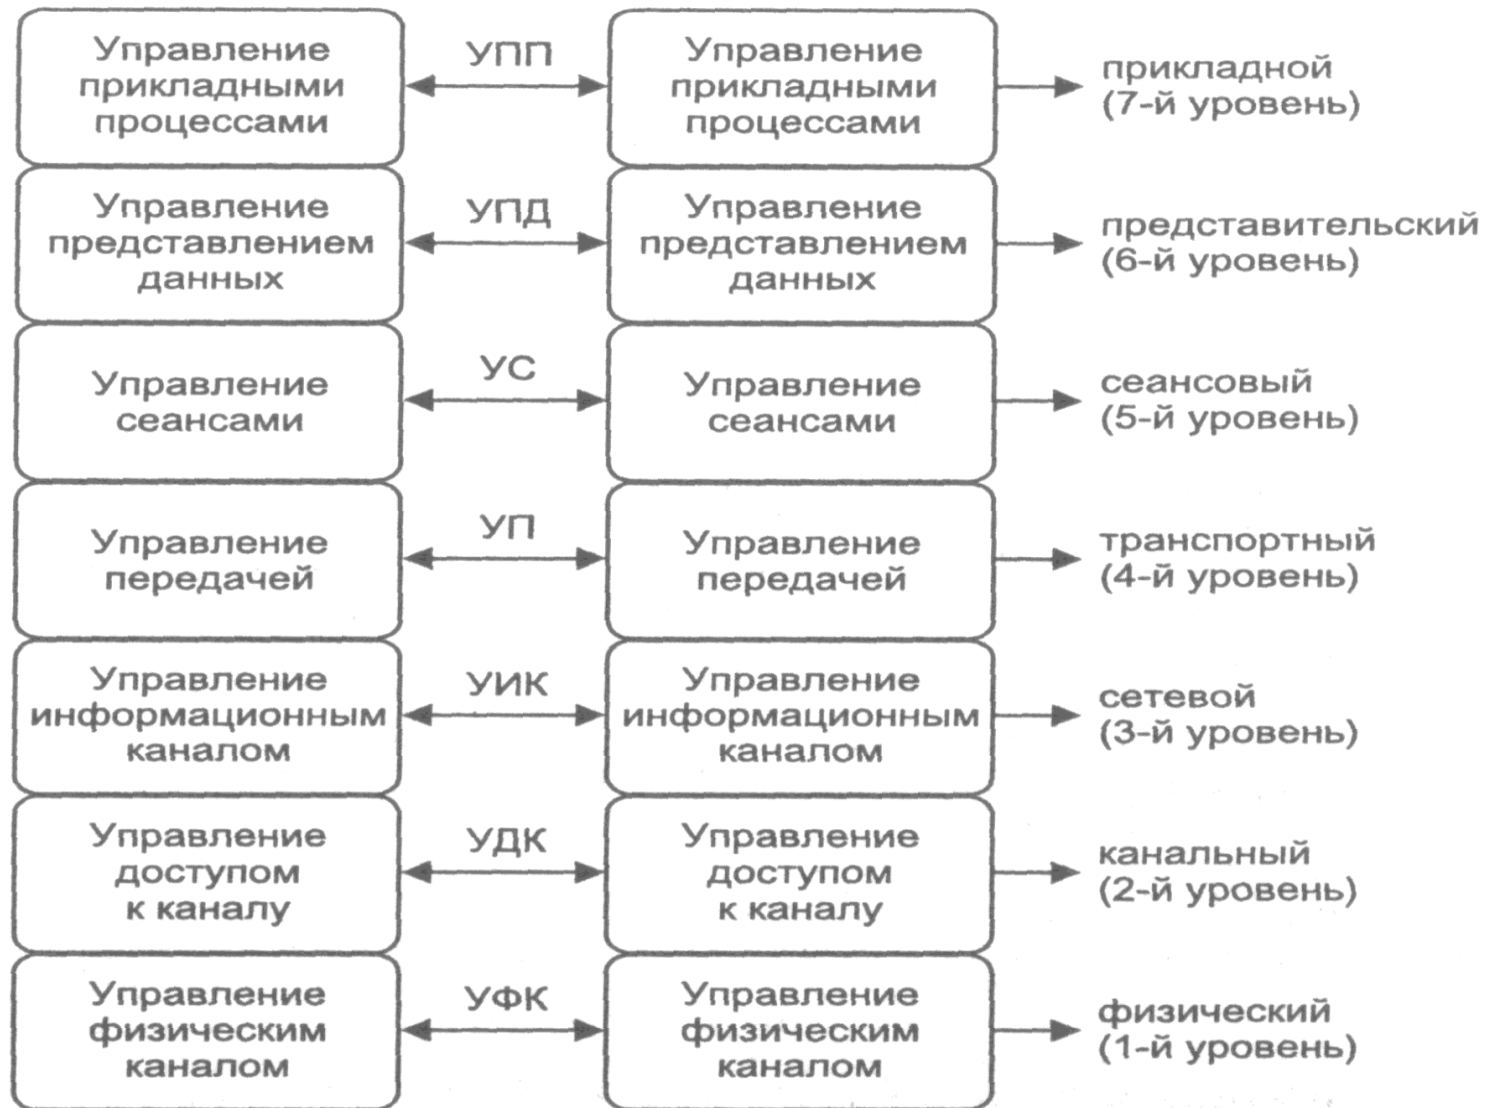 Управление
прикладными
процессами
УПП
Управление
прикладными
процессами
прикладной
(7-й уровень)
Управление
представлением
данных
УПД
Управление
представлением
данных
представительский
(6-й уровень)
Управление
сеансами
УС
Управление
сеансами
сеансовый
(5-й уровень)
Управление
передачей
УП
Управление
передачей
транспортный
(4-й уровень)
Управление
информационным
каналом
УИК
Управление
информационным
каналом
сетевой
(3-й уровень)
Управление
доступом
к каналу
УДК
Управление
доступом
к каналу
канальный
(2-й уровень)
Управление
физическим
каналом
УФК
Управление
физическим
каналом
физический
(1-й уровень)